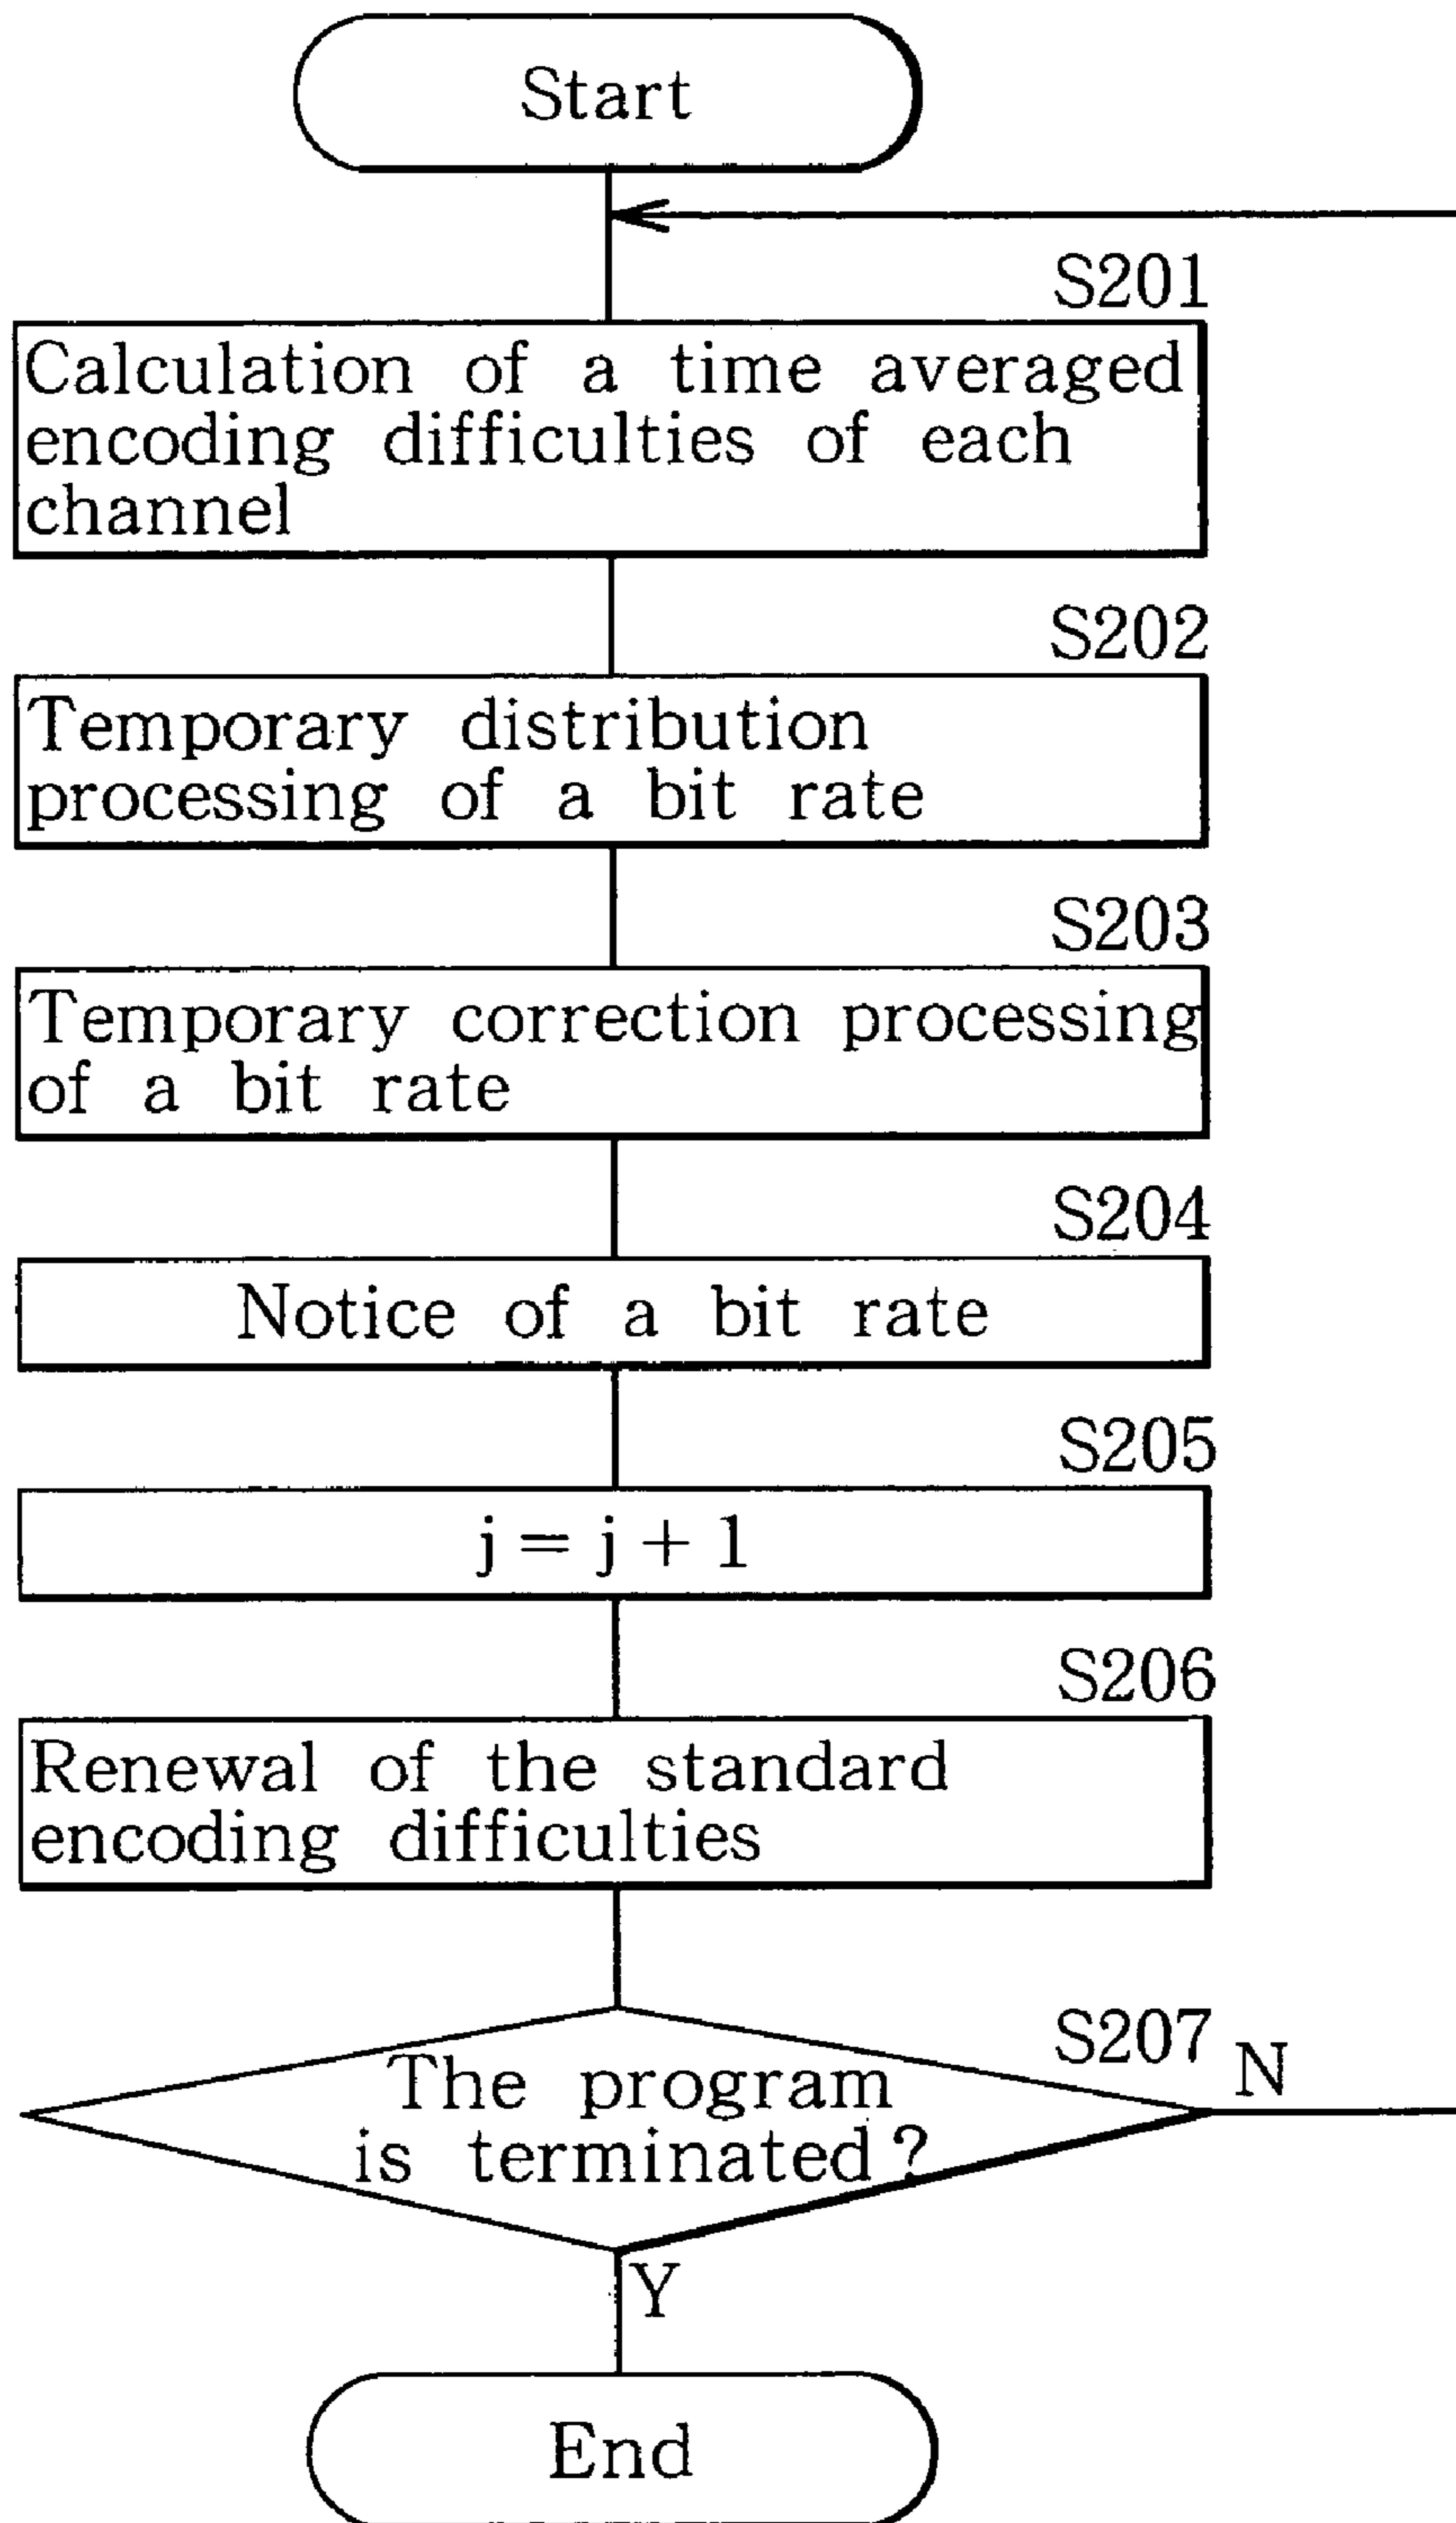 Start
S201
Calculation of a time averaged
encoding difficulties of each
channel
S202
Temporary distribution
processing of a bit rate
S203
Temporary correction processing
of a bit rate
S204
Notice of a bit rate
S205
j = j + 1
S206
Renewal of the standard
encoding difficulties
S207
N
The program
is terminated ?
Y
End